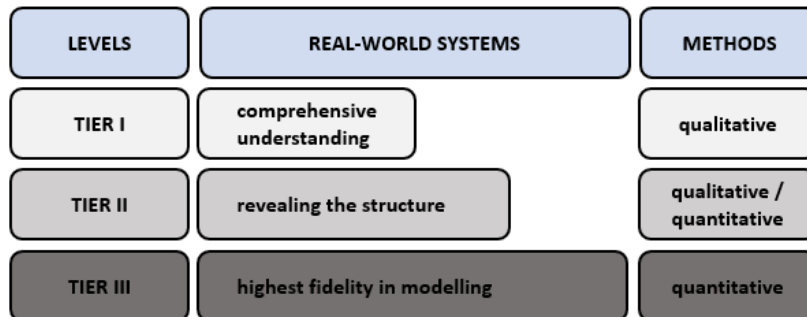 LEVELS
REAL-WORLD SYSTEMS
METHODS
TIER I
comprehensive
understanding
qualitative
TIER II
revealing the structure
qualitative /
quantitative
TIER III
highest fidelity in modelling
quantitative